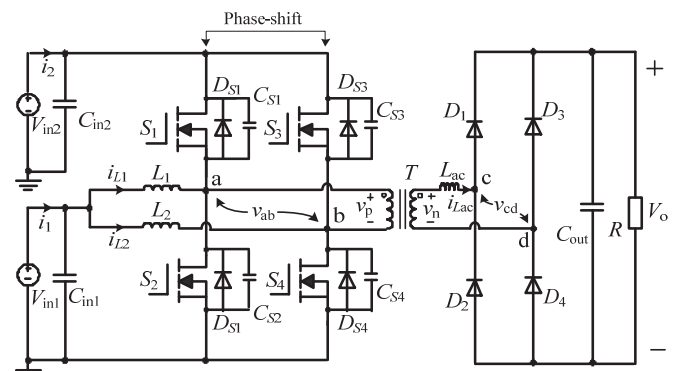 Phase-shift
i2
Vin2
Cin2
S1
DS1
CS1
S3
DS3
CS3
iL1
L1
a
i1
iL2
L2
vab
b
vp
+
-
T
vn
+
-
Lac
iLac
c
vcd
d
D1
D3
D2
D4
Cout
R
Vo
+
−
Vin1
Cin1
S2
DS1
CS2
S4
DS4
CS4